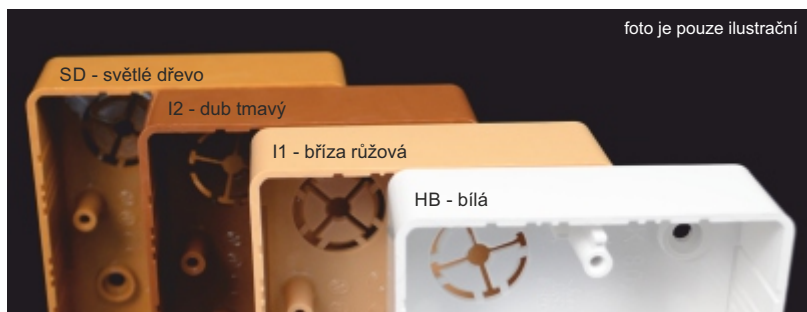 foto je pouze ilustrační
SD - světlé dřevo
I2 - dub tmavý
I1 - bříza růžová
HB - bílá